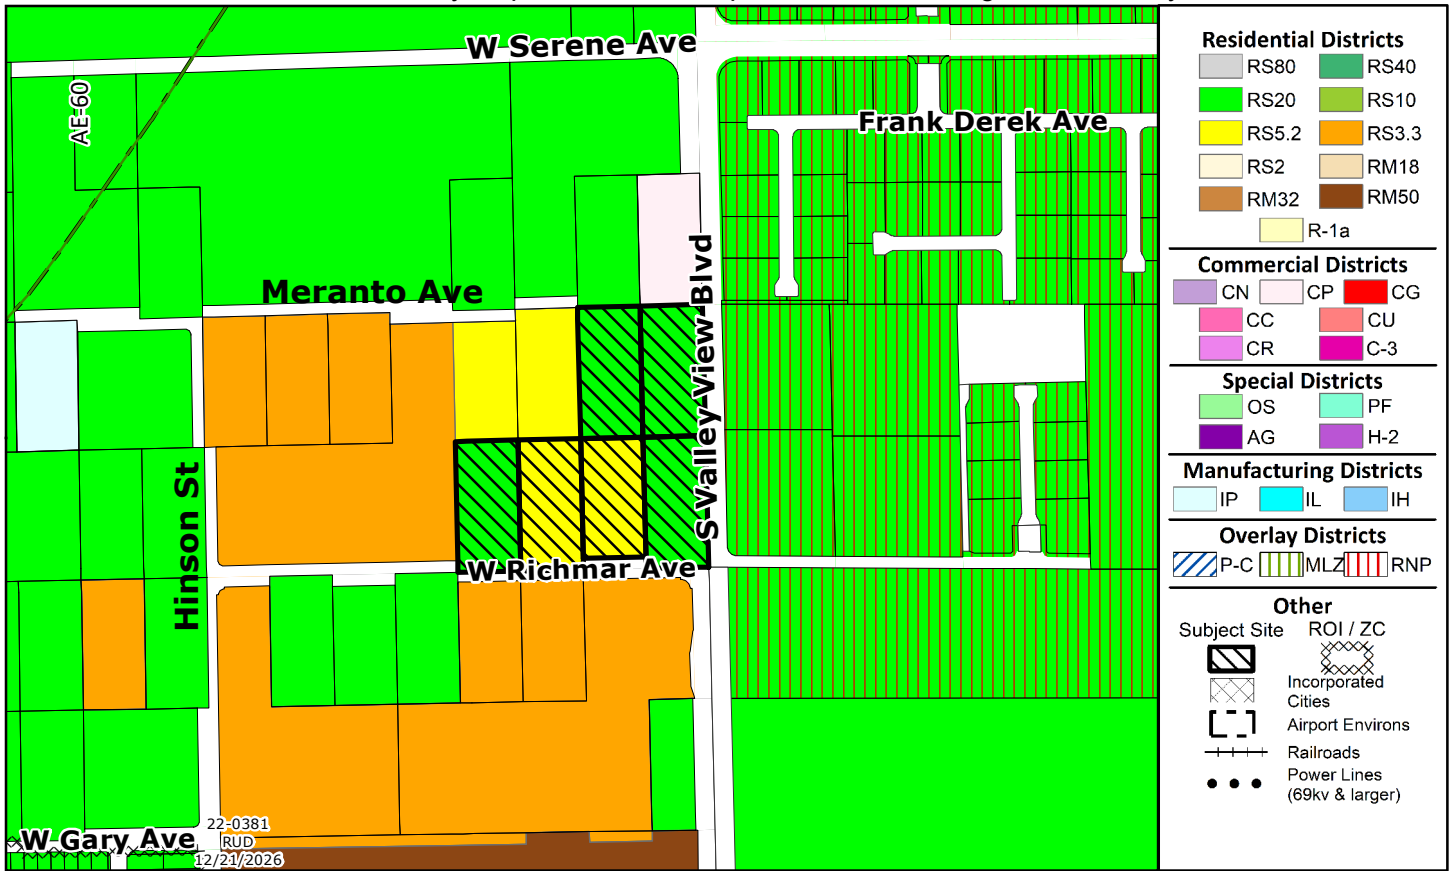 W Serene Ave
AE-60
Frank Derek Ave
Meranto Ave
S Valley View Blvd
Hinson St
W Richmar Ave
W Gary Ave
22-0381
RUD
12/21/2026
Residential Districts
RS80 RS40
RS20 RS10
RS5.2 RS3.3
RS2 RM18
RM32 RM50
R-1a
Commercial Districts
CN CP CG
CC CU
CR C-3
Special Districts
OS PF
AG H-2
Manufacturing Districts
IP IL IH
Overlay Districts
P-C MLZ RNP
Other
Subject Site ROI / ZC
Incorporated
Cities
Airport Environs
Railroads
Power Lines
(69kv & larger)